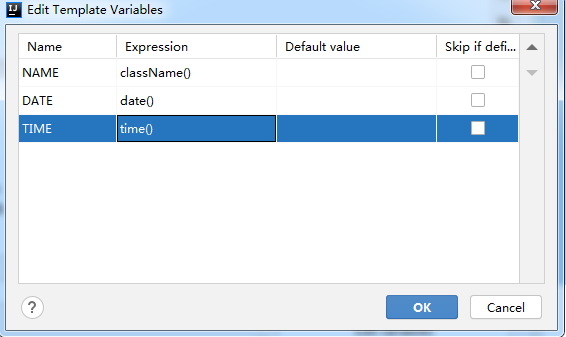 IJ Edit Template Variables
Name Expression Default value Skip if defi...
NAME className()
DATE date()
TIME time()
? OK Cancel